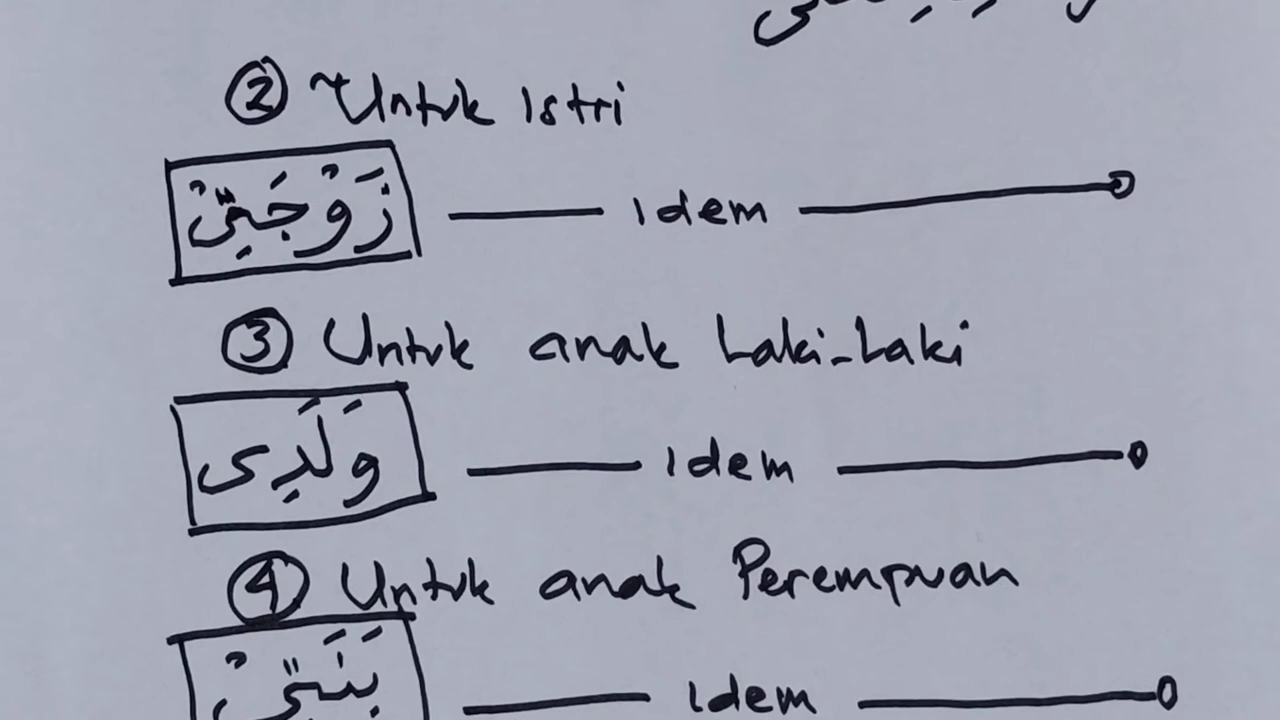 ② Untuk Istri
زَوْجَتِيْ — Idem —
③ Untuk anak Laki-Laki
وَلَدِى — Idem —
④ Untuk anak Perempuan
بَنَتِيْ — Idem —